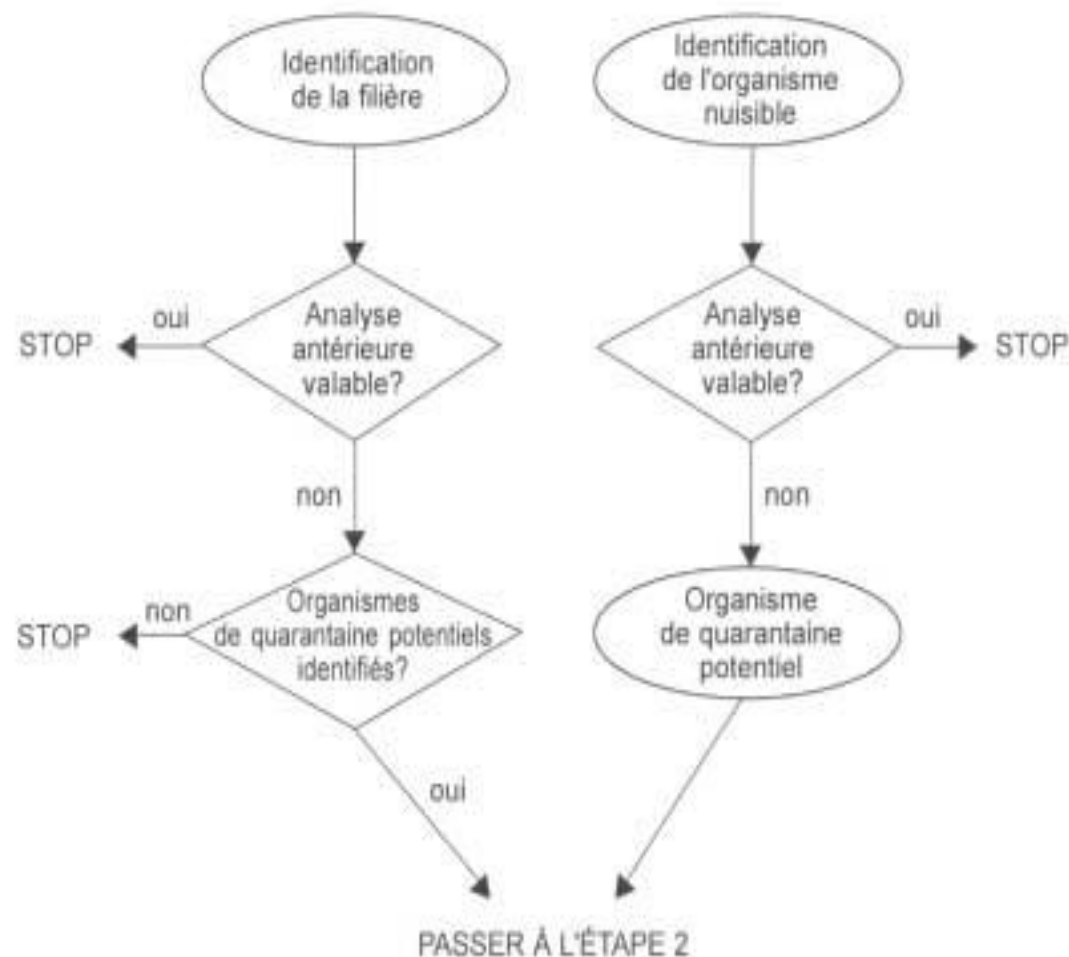 Identification
de la filière
Identification
de l'organisme
nuisible
Analyse
antérieure
valable?
oui
STOP
Analyse
antérieure
valable?
oui
STOP
non
non
Organismes
de quarantaine potentiels
identifiés?
non
STOP
Organisme
de quarantaine
potentiel
oui
PASSER À L'ÉTAPE 2